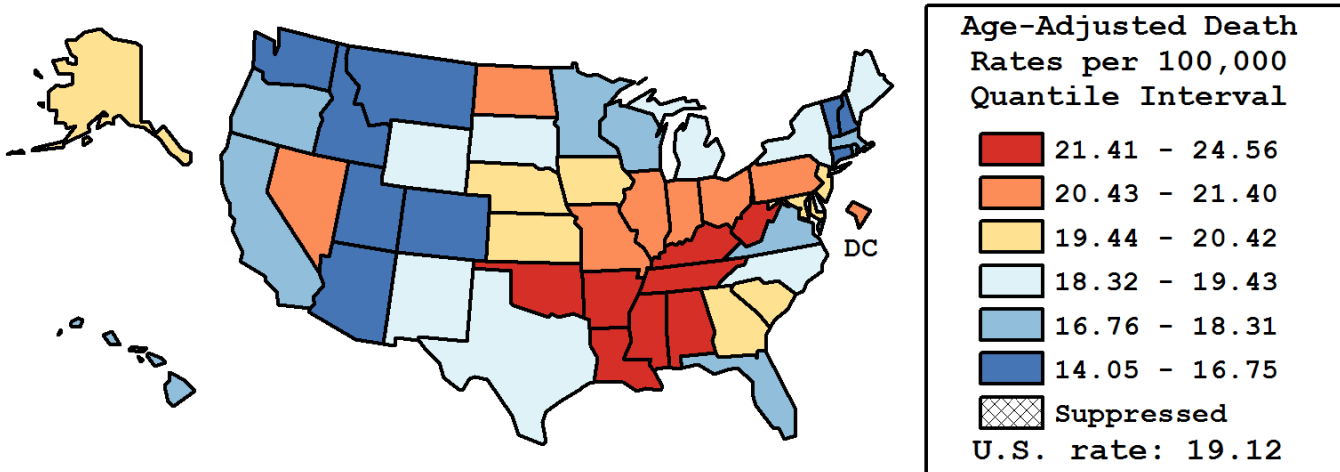 DC
Age-Adjusted Death
Rates per 100,000
Quantile Interval
21.41 - 24.56
20.43 - 21.40
19.44 - 20.42
18.32 - 19.43
16.76 - 18.31
14.05 - 16.75
Suppressed
U.S. rate: 19.12